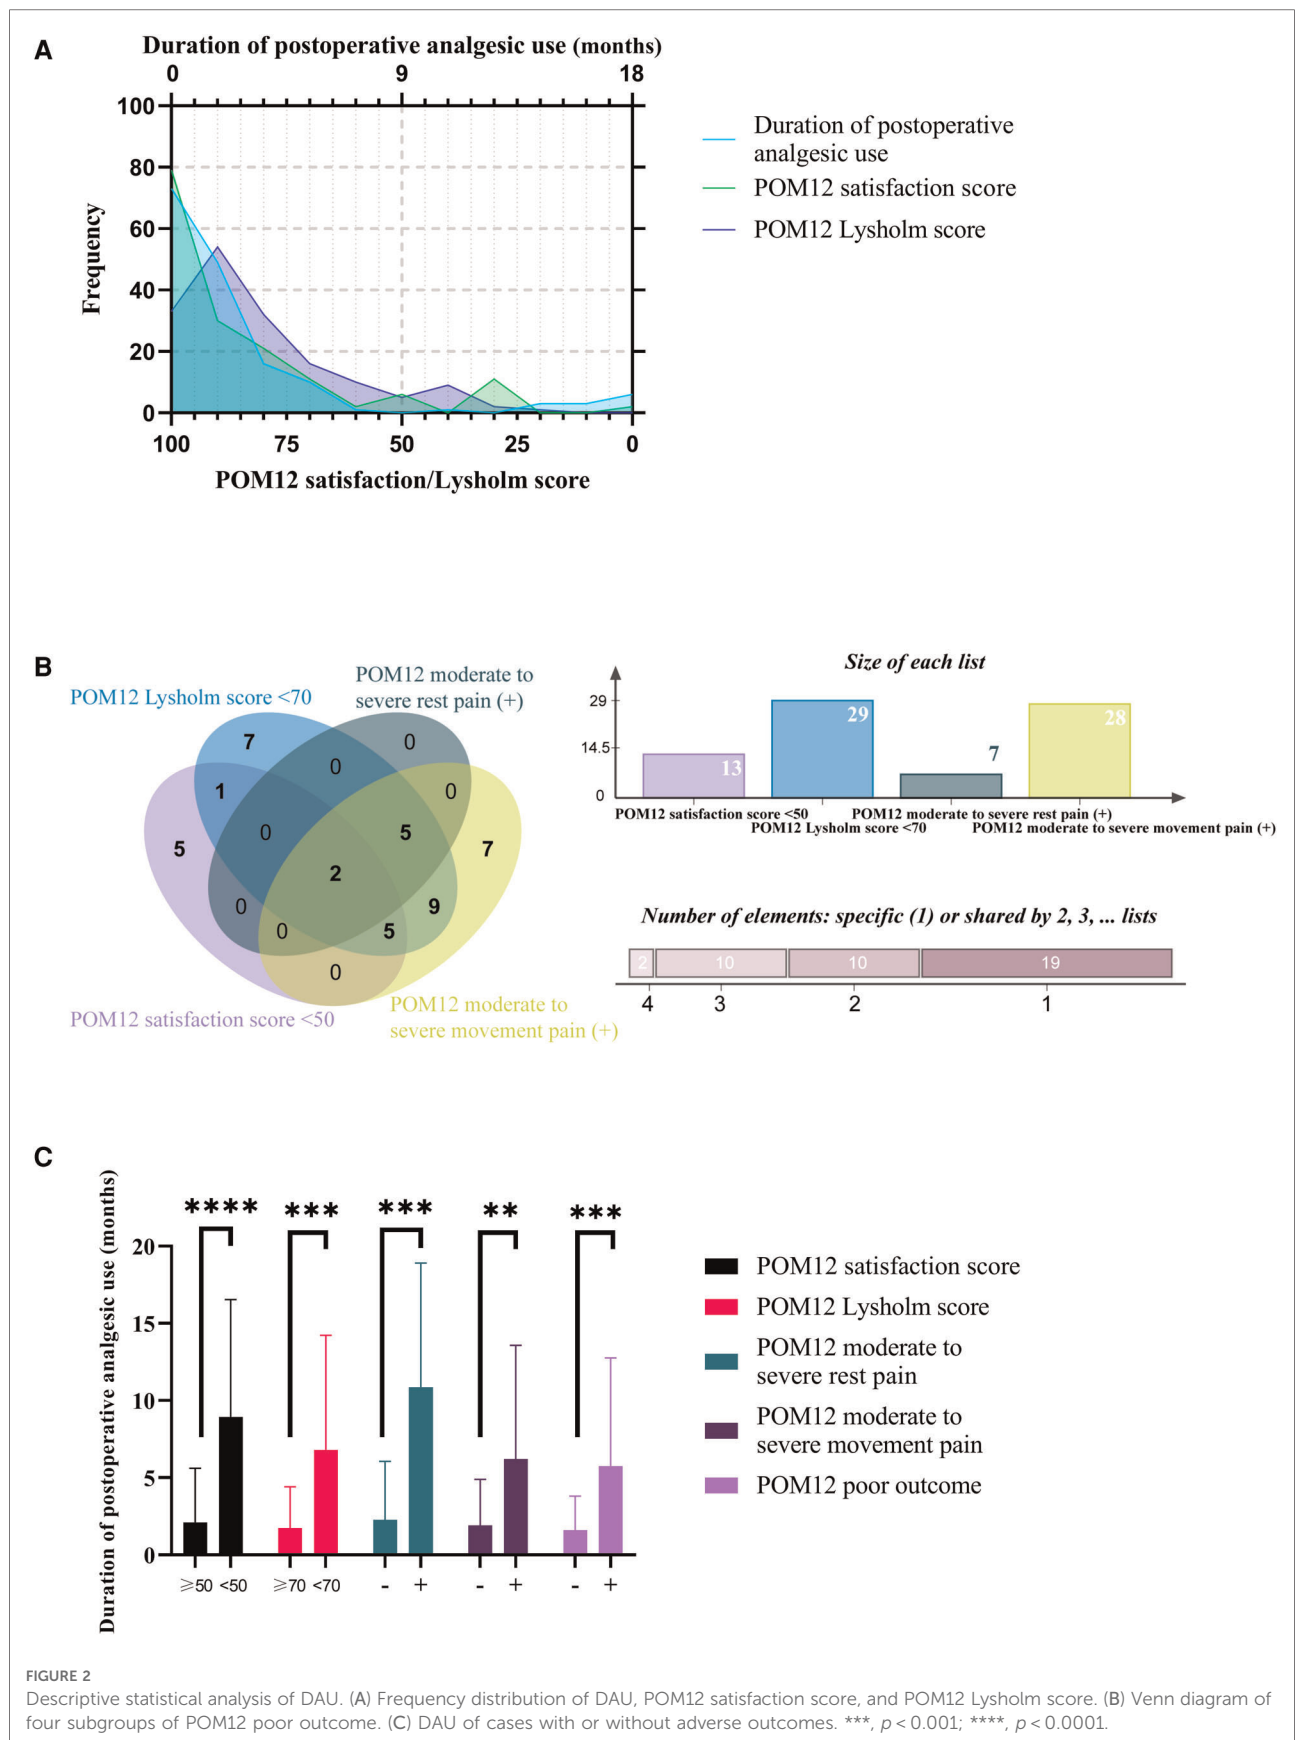 A
Duration of postoperative analgesic use (months)
0 9 18
100
80
60
40
20
0
Frequency
100 75 50 25 0
POM12 satisfaction/Lysholm score
Duration of postoperative
analgesic use
POM12 satisfaction score
POM12 Lysholm score
B
POM12 Lysholm score <70
POM12 moderate to
severe rest pain (+)
7
0
0
1
0
0
5
5
7
2
0
9
0
5
0
POM12 satisfaction score <50
POM12 moderate to
severe movement pain (+)
Size of each list
29
14.5
0
13
29
7
28
POM12 satisfaction score <50
POM12 Lysholm score <70
POM12 moderate to severe rest pain (+)
POM12 moderate to severe movement pain (+)
Number of elements: specific (1) or shared by 2, 3, ... lists
2 10 10 19
4 3 2 1
C
Duration of postoperative analgesic use (months)
**** *** *** ** ***
20
15
10
5
0
≥50 <50 ≥70 <70 - + - + - +
POM12 satisfaction score
POM12 Lysholm score
POM12 moderate to
severe rest pain
POM12 moderate to
severe movement pain
POM12 poor outcome
FIGURE 2
Descriptive statistical analysis of DAU. (A) Frequency distribution of DAU, POM12 satisfaction score, and POM12 Lysholm score. (B) Venn diagram of
four subgroups of POM12 poor outcome. (C) DAU of cases with or without adverse outcomes. ***, p < 0.001; ****, p < 0.0001.